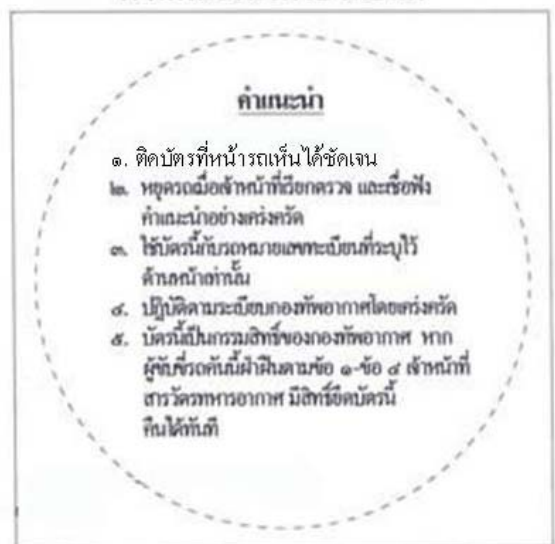 คำแนะนำ
๑. ติดบัตรที่หน้ารถเห็นได้ชัดเจน
๒. หยุดรถเมื่อเจ้าหน้าที่เรียกตรวจ และเชื่อฟัง
คำแนะนำอย่างเคร่งครัด
๓. ใช้บัตรนี้กับรถหมายเลขทะเบียนที่ระบุไว้
ด้านหน้าเท่านั้น
๔. ปฏิบัติตามระเบียบกองทัพอากาศโดยเคร่งครัด
๕. บัตรนี้เป็นกรรมสิทธิ์ของกองทัพอากาศ หาก
ผู้ขับขี่รถคันนี้ฝ่าฝืนตามข้อ ๑-ข้อ ๔ เจ้าหน้าที่
สารวัตรทหารอากาศ มีสิทธิ์ยึดบัตรนี้
คืนได้ทันที